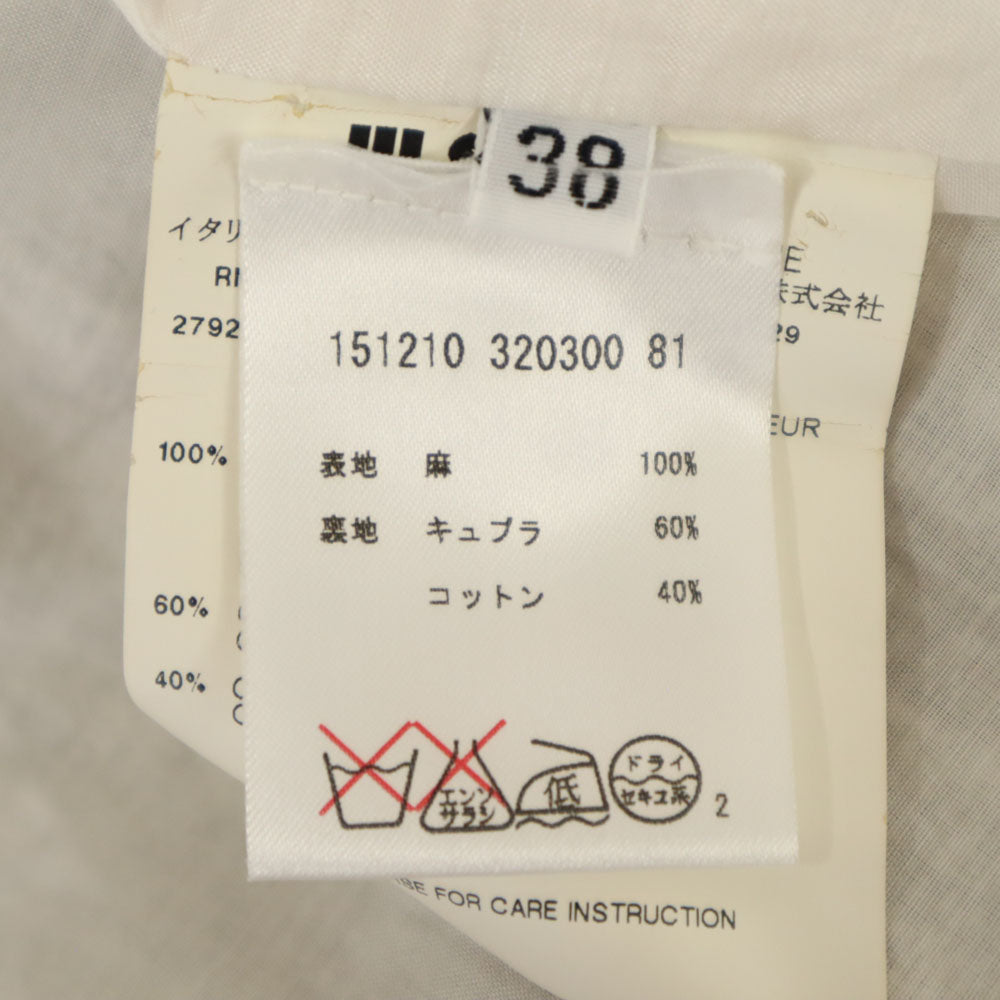 38
イタリ
E
RN
株式会社
2792
29
151210 320300 81
EUR
100%
表地 麻 100%
裏地 キュプラ 60%
コットン 40%
60%
40%
エンソ
サラシ
低
ドライ
セキユ系
2
FOR CARE INSTRUCTION